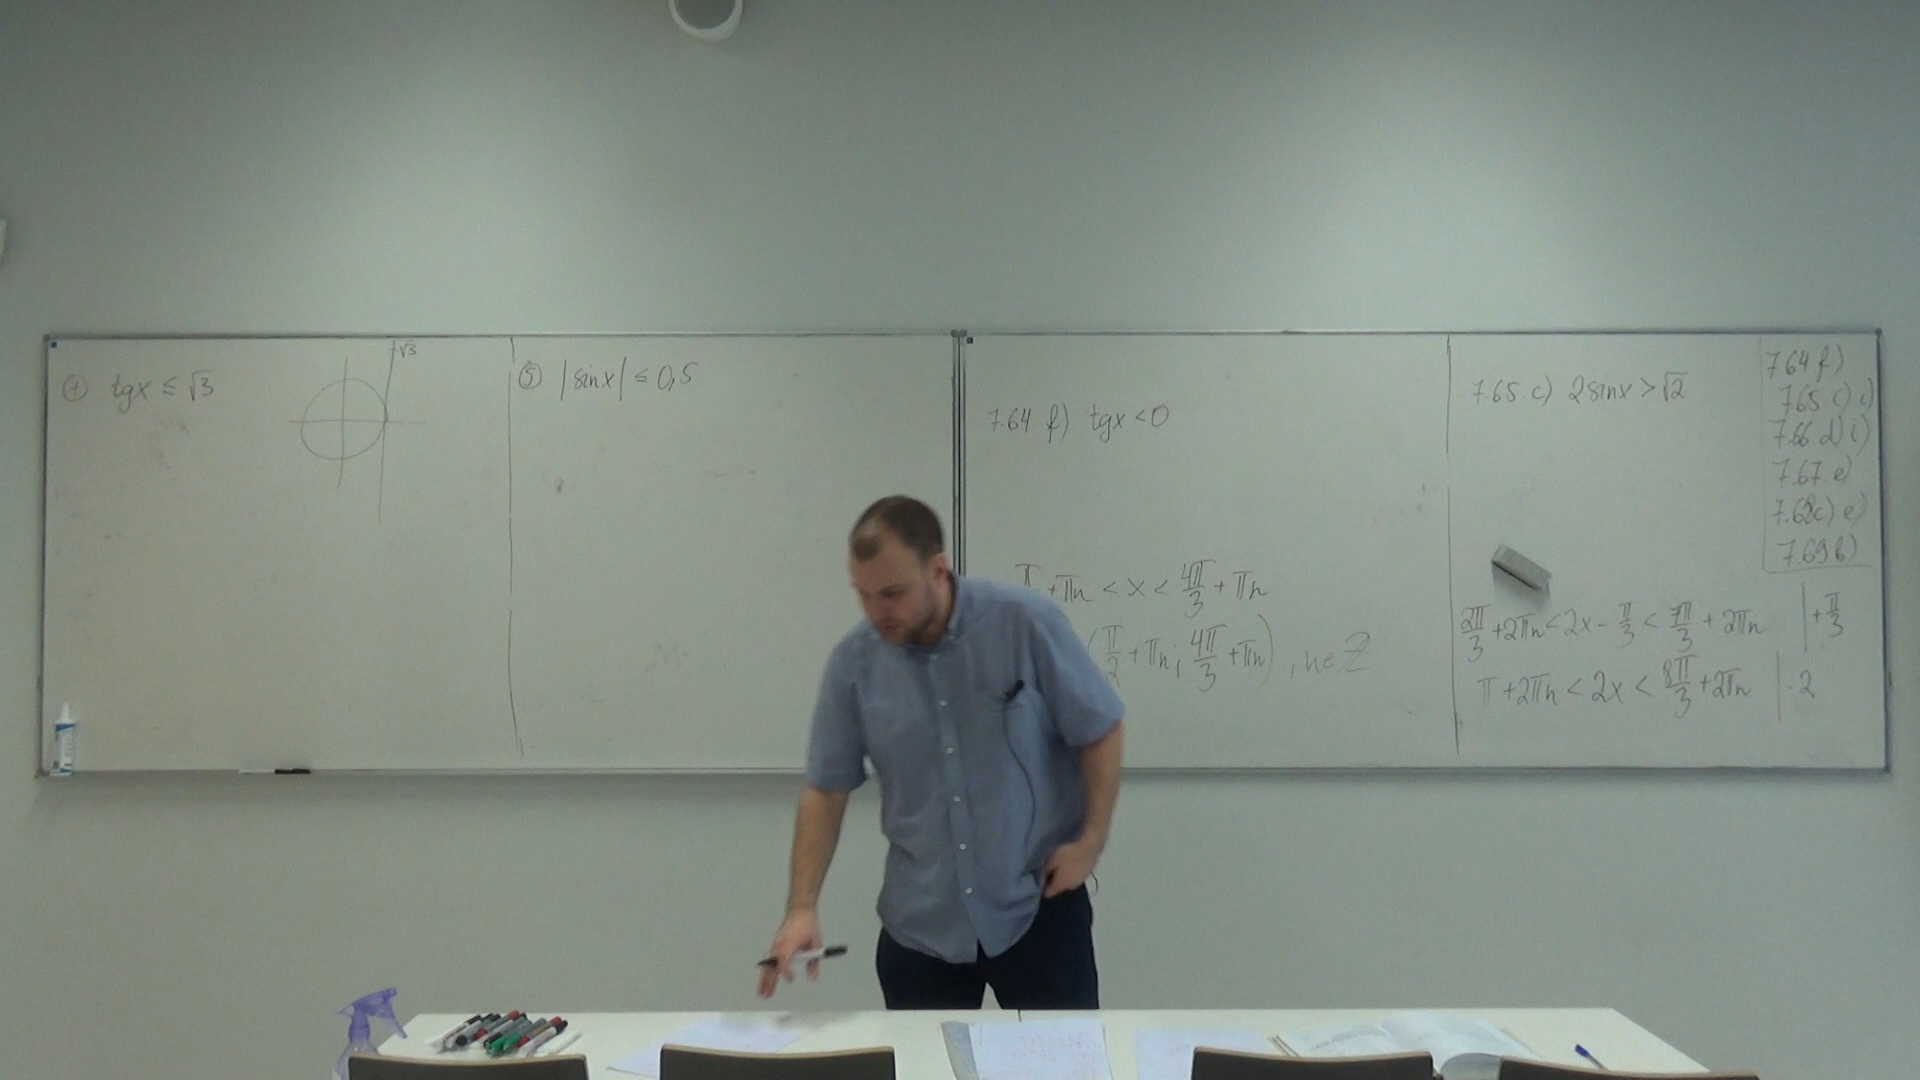 ④ tgx ≤ √3
√3
⑤ |sinx| ≤ 0,5
7.64 f) tgx < 0
+πn < x < 4π/3 + πn
(π/2 + πn; 4π/3 + πn), n∈Z
7.65. c) 2sinx > √2
2π/3 + 2πn < 2x - π/3 < 7π/3 + 2πn | + π/3
π + 2πn < 2x < 8π/3 + 2πn | · 2
7.64 f)
7.65 c) i)
7.66 d) i)
7.67 e)
7.68 c) e)
7.69 b)